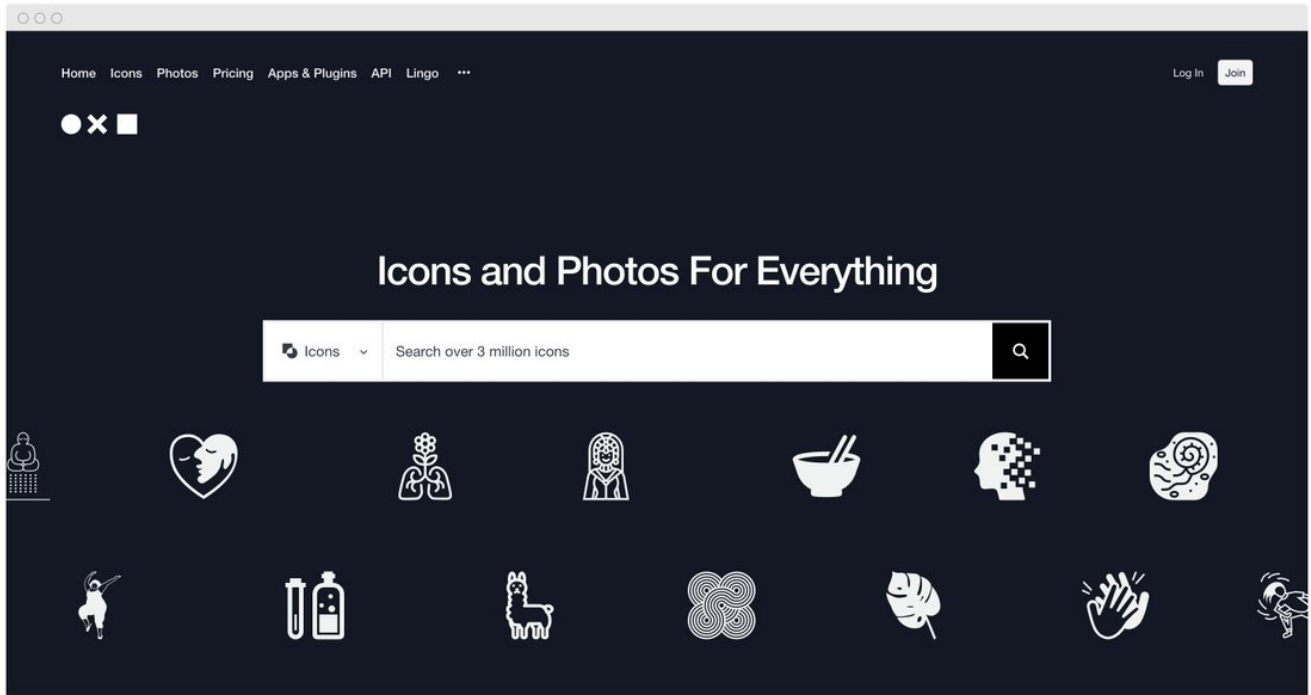 Home Icons Photos Pricing Apps & Plugins API Lingo ••• Log In Join
Icons and Photos For Everything
Icons Search over 3 million icons